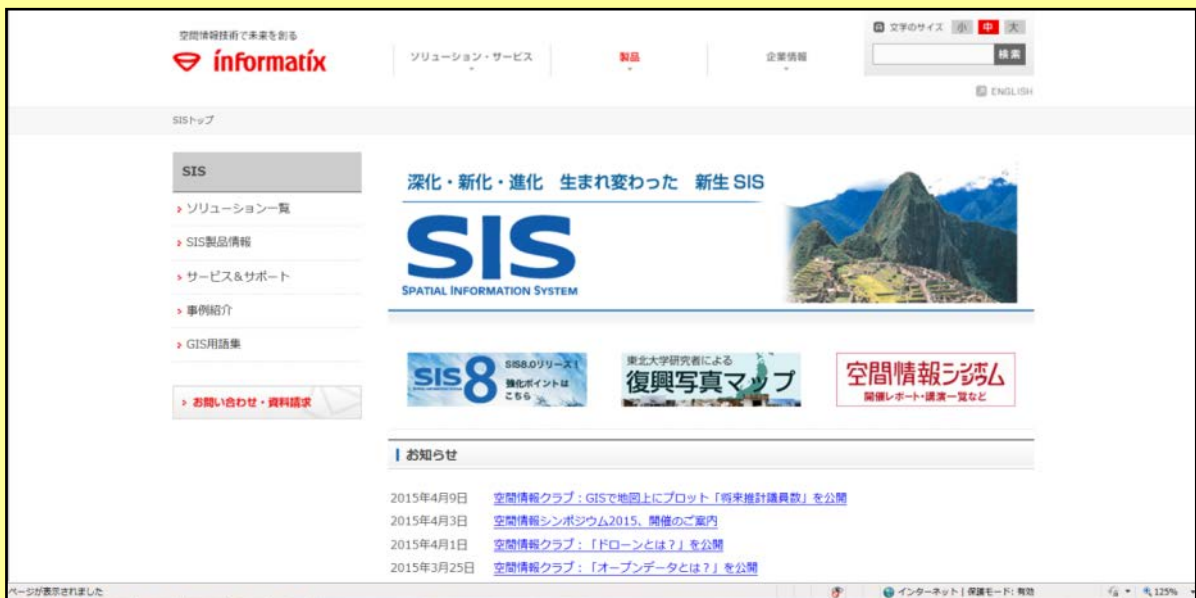 空間情報技術で未来を創る
informatix
ソリューション・サービス
製品
企業情報
文字のサイズ 小 中 大
検索
ENGLISH
SISトップ
SIS
ソリューション一覧
SIS製品情報
サービス&サポート
事例紹介
GIS用語集
お問い合わせ・資料請求
深化・新化・進化 生まれ変わった 新生 SIS
SIS
SPATIAL INFORMATION SYSTEM
SIS8
SIS8.0リリース!
強化ポイントは
こちら
東北大学研究者による
復興写真マップ
空間情報シンポジウム
開催レポート・講演一覧など
お知らせ
2015年4月9日 空間情報クラブ:GISで地図上にプロット「将来推計議員数」を公開
2015年4月3日 空間情報シンポジウム2015、開催のご案内
2015年4月1日 空間情報クラブ:「ドローンとは?」を公開
2015年3月25日 空間情報クラブ:「オープンデータとは?」を公開
ページが表示されました
インターネット | 保護モード: 有効
125%